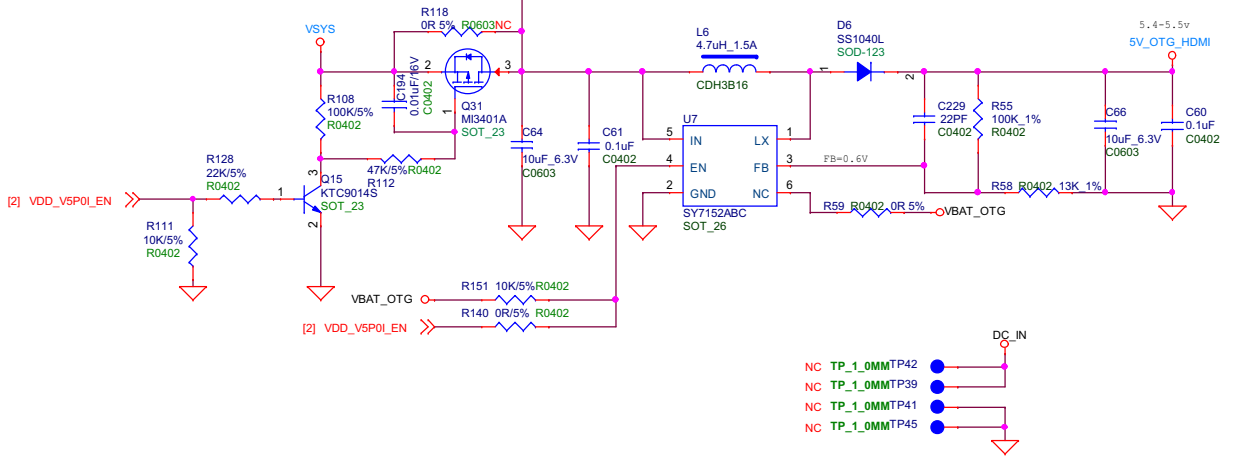 R118
0R 5% R0603NC
VSYS
2
3
1
C194
0.01uF/16V
C0402
Q31
MI3401A
SOT_23
R108
100K/5%
R0402
47K/5%R0402
R112
R128
22K/5%
R0402
[2] VDD_V5P0I_EN
1
3
2
Q15
KTC9014S
SOT_23
R111
10K/5%
R0402
C64
10uF_6.3V
C0603
C61
0.1uF
C0402
L6
4.7uH_1.5A
CDH3B16
D6
SS1040L
SOD-123
1
2
5.4-5.5v
5V_OTG_HDMI
U7
5 IN LX 1
4 EN FB 3
2 GND NC 6
SY7152ABC
SOT_26
FB=0.6V
C229
22PF
C0402
R55
100K_1%
R0402
C66
10uF_6.3V
C0603
C60
0.1uF
C0402
R58 R0402 13K_1%
R59 R0402 0R 5% VBAT_OTG
VBAT_OTG
R151 10K/5%R0402
R140 0R/5% R0402
[2] VDD_V5P0I_EN
DC_IN
NC TP_1_0MMTP42
NC TP_1_0MMTP39
NC TP_1_0MMTP41
NC TP_1_0MMTP45